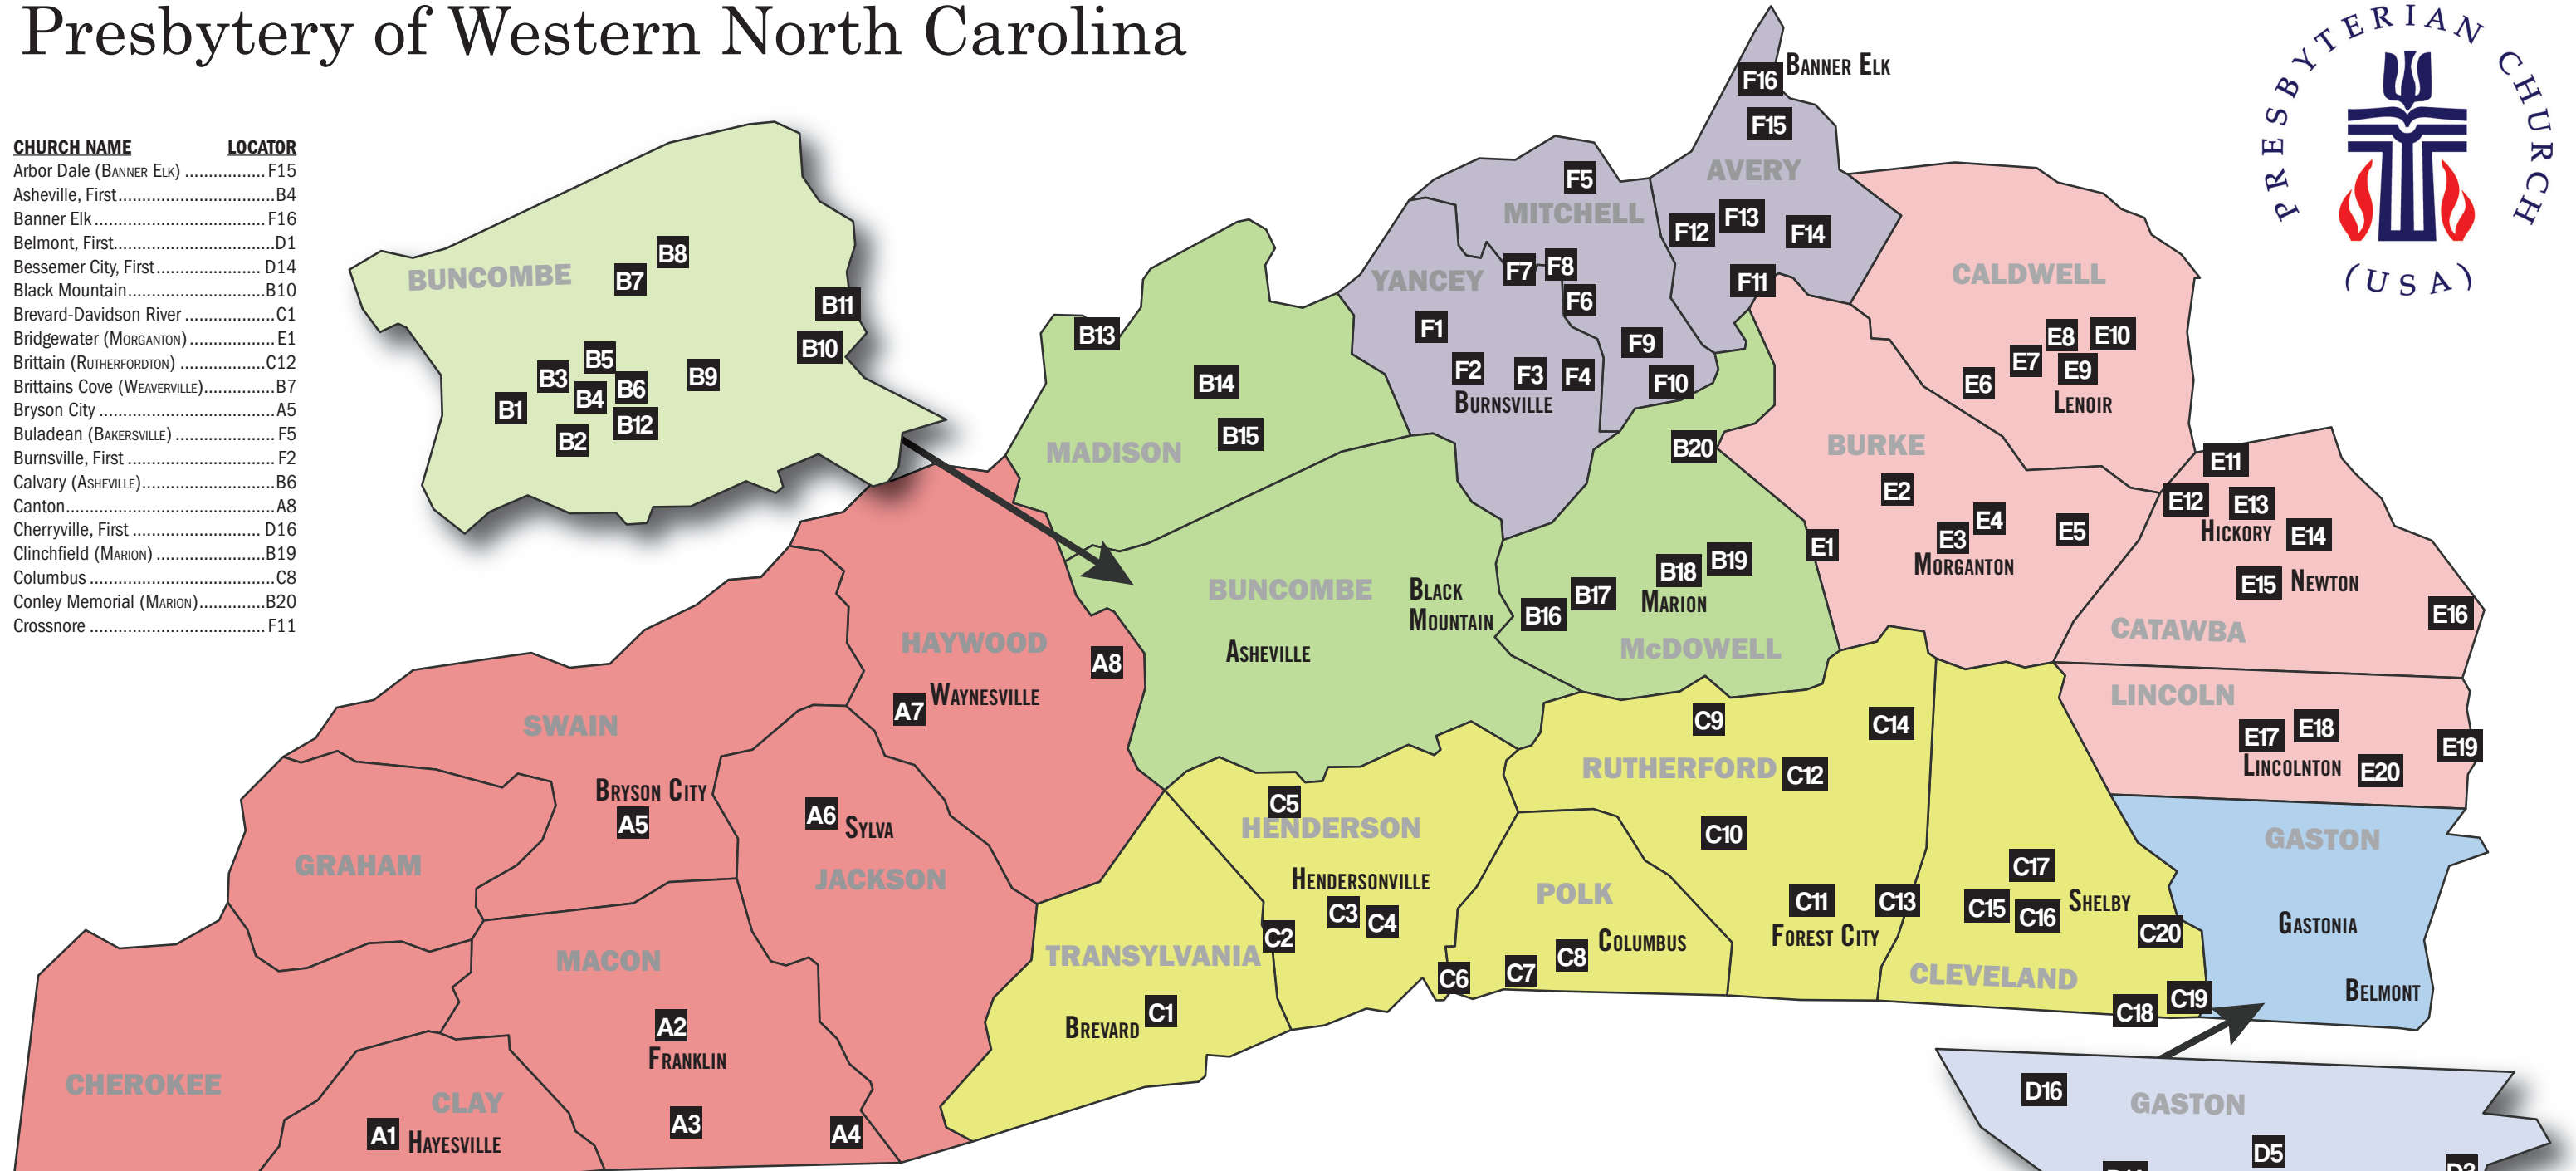 Presbytery of Western North Carolina
PRESBYTERIAN CHURCH
(USA)
CHURCH NAME LOCATOR
Arbor Dale (Banner Elk) ................. F15
Asheville, First ................................. B4
Banner Elk ................................... F16
Belmont, First ................................. D1
Bessemer City, First ...................... D14
Black Mountain ............................. B10
Brevard-Davidson River ................... C1
Bridgewater (Morganton) ................ E1
Brittain (Rutherfordton) .................. C12
Brittains Cove (Weaverville) ............. B7
Bryson City ..................................... A5
Buladean (Bakersville) ..................... F5
Burnsville, First ............................... F2
Calvary (Asheville) ........................... B6
Canton ........................................... A8
Cherryville, First ........................... D16
Clinchfield (Marion) ....................... B19
Columbus ....................................... C8
Conley Memorial (Marion) .............. B20
Crossnore .................................... F11
BUNCOMBE
B8
B7
B11
B10
B5
B3
B6
B9
B4
B1
B12
B2
F16 Banner Elk
F15
AVERY
F13
F12
F14
F11
F5
MITCHELL
F7
F8
F6
YANCEY
F1
F9
F2
F3
F4
F10
Burnsville
B13
B14
B15
MADISON
CALDWELL
E8
E10
E7
E9
E6
Lenoir
B20
BURKE
E2
E4
E3
E5
E1
Morganton
E11
E12
E13
Hickory
E14
E15 Newton
E16
CATAWBA
BUNCOMBE
Black
Mountain
Asheville
B19
B18
B17
B16
Marion
McDOWELL
HAYWOOD
A8
A7 Waynesville
SWAIN
Bryson City
A5
A6 Sylva
JACKSON
GRAHAM
MACON
A2
Franklin
A3
A4
CHEROKEE
CLAY
A1 Hayesville
LINCOLN
E18
E17
E19
Lincolnton
E20
C9
C14
RUTHERFORD
C12
C10
C11
C13
Forest City
C5
HENDERSON
Hendersonville
C3
C4
C2
C6
TRANSYLVANIA
C1
Brevard
POLK
Columbus
C8
C7
C17
C15
C16
Shelby
C20
CLEVELAND
C19
C18
GASTON
Gastonia
Belmont
D16
GASTON
D5